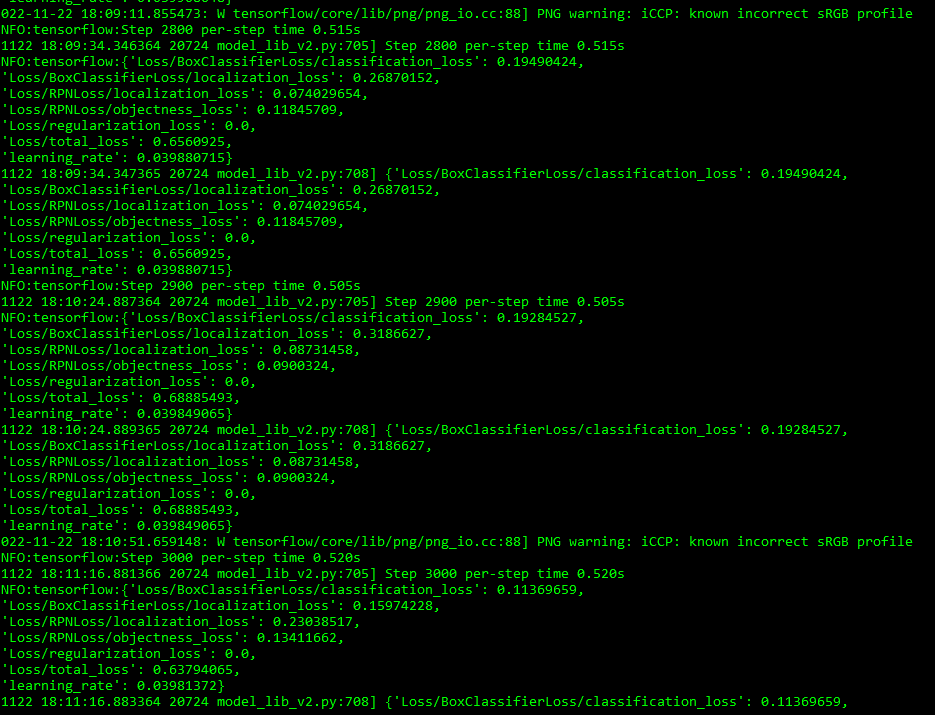 'learning_rate': 0.0
022-11-22 18:09:11.855473: W tensorflow/core/lib/png/png_io.cc:88] PNG warning: iCCP: known incorrect sRGB profile
NFO:tensorflow:Step 2800 per-step time 0.515s
1122 18:09:34.346364 20724 model_lib_v2.py:705] Step 2800 per-step time 0.515s
NFO:tensorflow:{'Loss/BoxClassifierLoss/classification_loss': 0.19490424,
'Loss/BoxClassifierLoss/localization_loss': 0.26870152,
'Loss/RPNLoss/localization_loss': 0.074029654,
'Loss/RPNLoss/objectness_loss': 0.11845709,
'Loss/regularization_loss': 0.0,
'Loss/total_loss': 0.6560925,
'learning_rate': 0.039880715}
1122 18:09:34.347365 20724 model_lib_v2.py:708] {'Loss/BoxClassifierLoss/classification_loss': 0.19490424,
'Loss/BoxClassifierLoss/localization_loss': 0.26870152,
'Loss/RPNLoss/localization_loss': 0.074029654,
'Loss/RPNLoss/objectness_loss': 0.11845709,
'Loss/regularization_loss': 0.0,
'Loss/total_loss': 0.6560925,
'learning_rate': 0.039880715}
NFO:tensorflow:Step 2900 per-step time 0.505s
1122 18:10:24.887364 20724 model_lib_v2.py:705] Step 2900 per-step time 0.505s
NFO:tensorflow:{'Loss/BoxClassifierLoss/classification_loss': 0.19284527,
'Loss/BoxClassifierLoss/localization_loss': 0.3186627,
'Loss/RPNLoss/localization_loss': 0.08731458,
'Loss/RPNLoss/objectness_loss': 0.0900324,
'Loss/regularization_loss': 0.0,
'Loss/total_loss': 0.68885493,
'learning_rate': 0.039849065}
1122 18:10:24.889365 20724 model_lib_v2.py:708] {'Loss/BoxClassifierLoss/classification_loss': 0.19284527,
'Loss/BoxClassifierLoss/localization_loss': 0.3186627,
'Loss/RPNLoss/localization_loss': 0.08731458,
'Loss/RPNLoss/objectness_loss': 0.0900324,
'Loss/regularization_loss': 0.0,
'Loss/total_loss': 0.68885493,
'learning_rate': 0.039849065}
022-11-22 18:10:51.659148: W tensorflow/core/lib/png/png_io.cc:88] PNG warning: iCCP: known incorrect sRGB profile
NFO:tensorflow:Step 3000 per-step time 0.520s
1122 18:11:16.881366 20724 model_lib_v2.py:705] Step 3000 per-step time 0.520s
NFO:tensorflow:{'Loss/BoxClassifierLoss/classification_loss': 0.11369659,
'Loss/BoxClassifierLoss/localization_loss': 0.15974228,
'Loss/RPNLoss/localization_loss': 0.23038517,
'Loss/RPNLoss/objectness_loss': 0.13411662,
'Loss/regularization_loss': 0.0,
'Loss/total_loss': 0.63794065,
'learning_rate': 0.03981372}
1122 18:11:16.883364 20724 model_lib_v2.py:708] {'Loss/BoxClassifierLoss/classification_loss': 0.11369659,